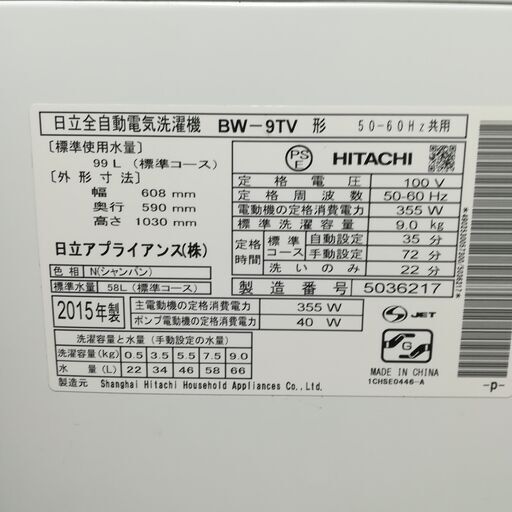 日立全自動電気洗濯機 BW-9TV 形 50-60Hz共用
〔標準使用水量〕
99L (標準コース)
〔外形寸法〕
幅 608 mm
奥行 590 mm
高さ 1030 mm
日立アプライアンス(株)
色相 N(シャンパン)
標準水量 58L(標準コース)
PS E HITACHI
定格電圧 100 V
定格周波数 50-60 Hz
電動機の定格消費電力 355 W
標準洗濯容量 9.0 kg
定格時間 標準コース 自動設定 35 分
手動設定 72 分
洗いのみ 22 分
製造番号 5036217
2015年製 主電動機の定格消費電力 355 W
ポンプ電動機の定格消費電力 40 W
S JET
洗濯容量と水量 (手動設定の水量)
洗濯容量(kg) 0.5 3.5 5.5 7.5 9.0
水量(L) 22 34 46 58 66
製造元 Shanghai Hitachi Household Appliances Co.,Ltd.
G
MADE IN CHINA
1CHSE0446-A
-p-